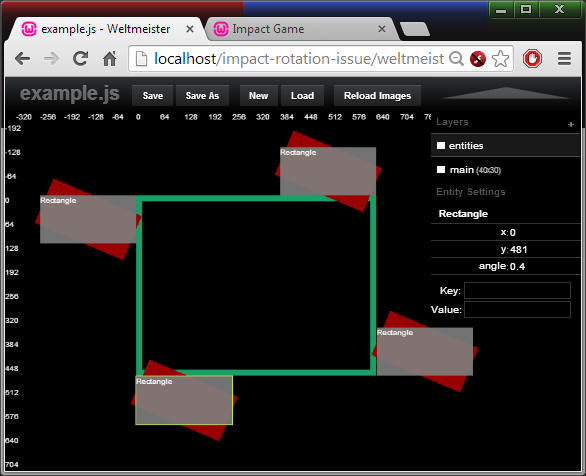 example.js - Weltmeister
Impact Game
localhost/impact-rotation-issue/weltmeist
example.js
Save
Save As
New
Load
Reload Images
-320 -256 -192 -128 -64 0 64 128 192 256 320 384 448 512 576 640 704 76
Layers
+
entities
main (40x30)
Entity Settings
Rectangle
x: 0
y: 481
angle: 0.4
Key:
Value:
-192
-128
-64
0
64
128
192
256
320
384
448
512
576
640
704
Rectangle
Rectangle
Rectangle
Rectangle